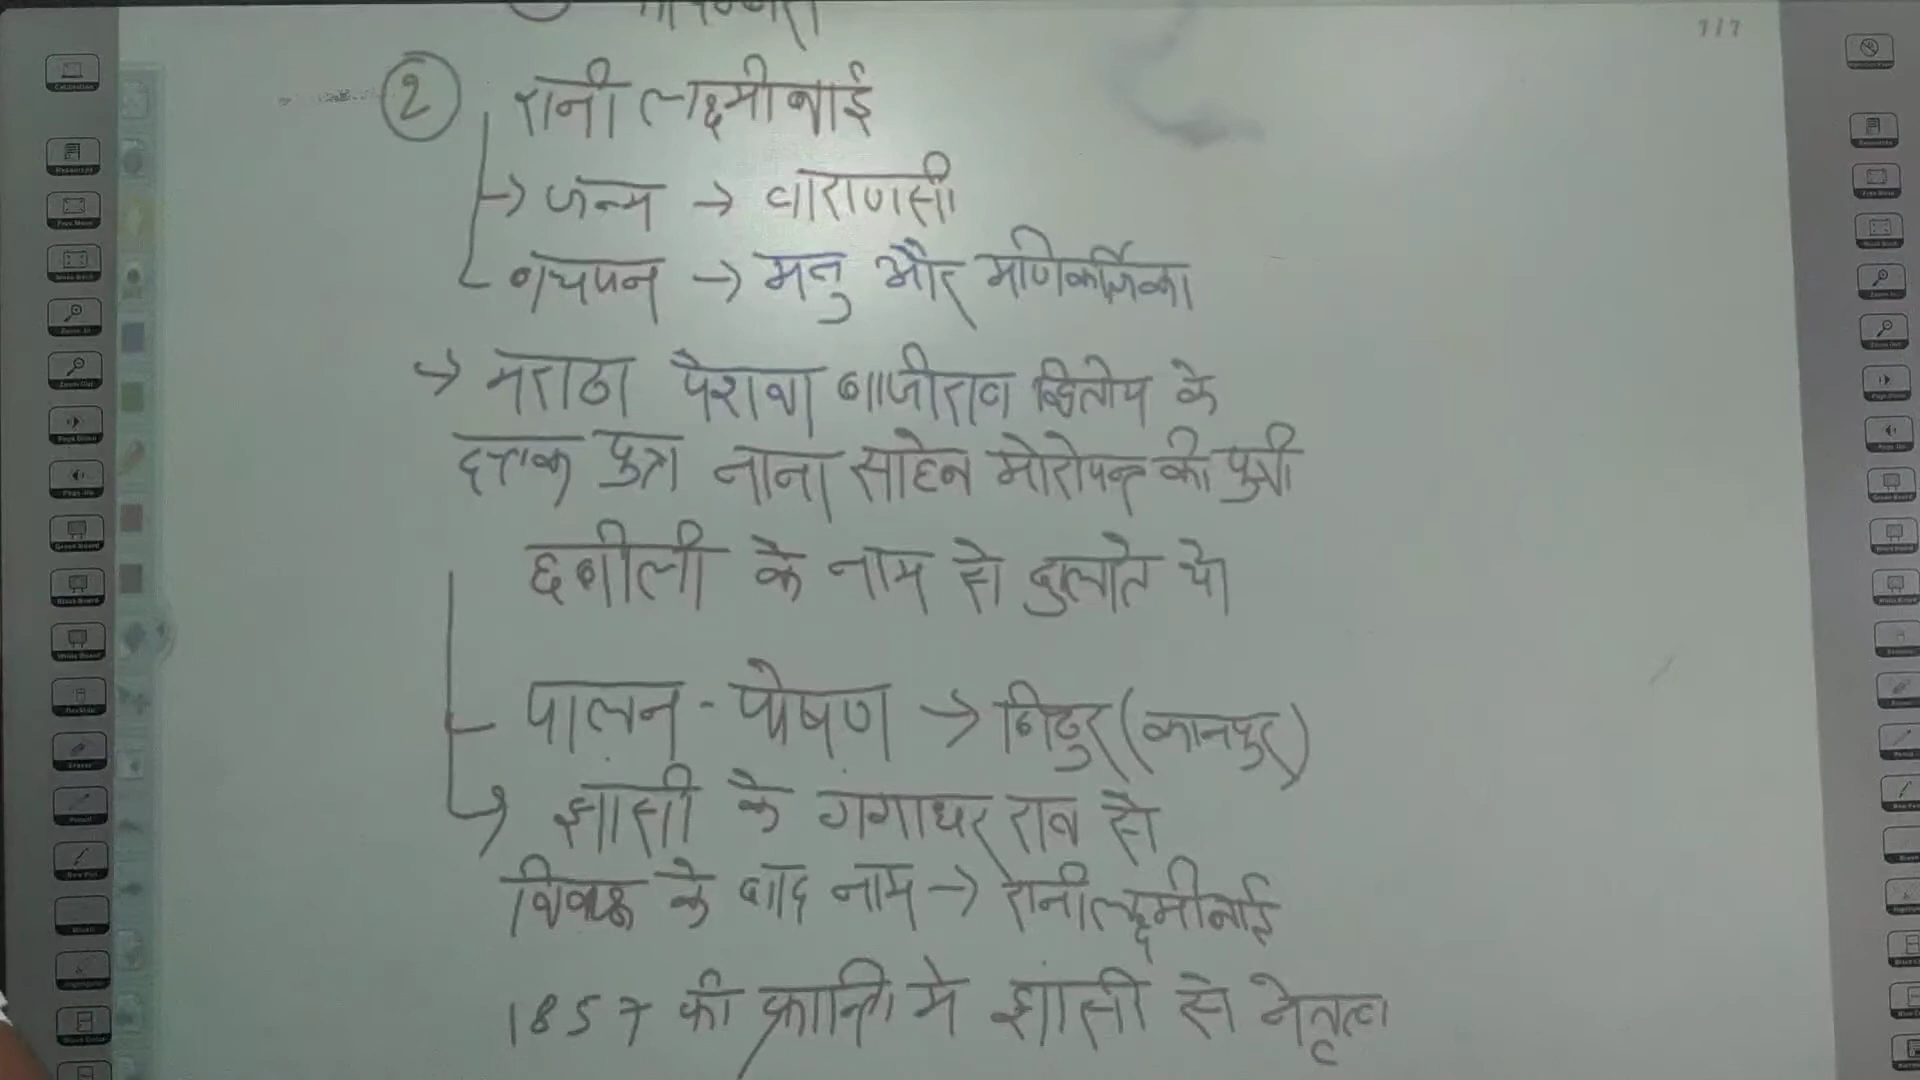 ② रानी लक्ष्मीबाई
→ जन्म → वाराणसी
बचपन → मनु और मणिकर्णिका
→ मराठा पेशवा बाजीराव द्वितीय के
दत्तक पुत्र नाना साहेब मोरोपन्त की पुत्री
छबीली के नाम से बुलाते थे
पालन - पोषण → बिठुर (कानपुर)
→ झासी के गंगाधर राव से
विवाह के बाद नाम → रानी लक्ष्मीबाई
1857 की क्रान्ति मे झांसी से नेतृत्व